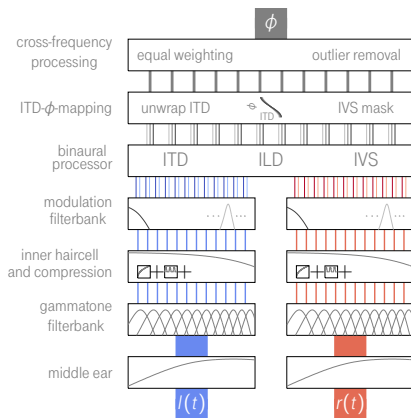 ϕ
cross-frequency
processing
equal weighting outlier removal
ITD-ϕ-mapping
unwrap ITD ϕ ITD IVS mask
binaural
processor
ITD ILD IVS
modulation
filterbank
inner haircell
and compression
gammatone
filterbank
middle ear
l(t) r(t)